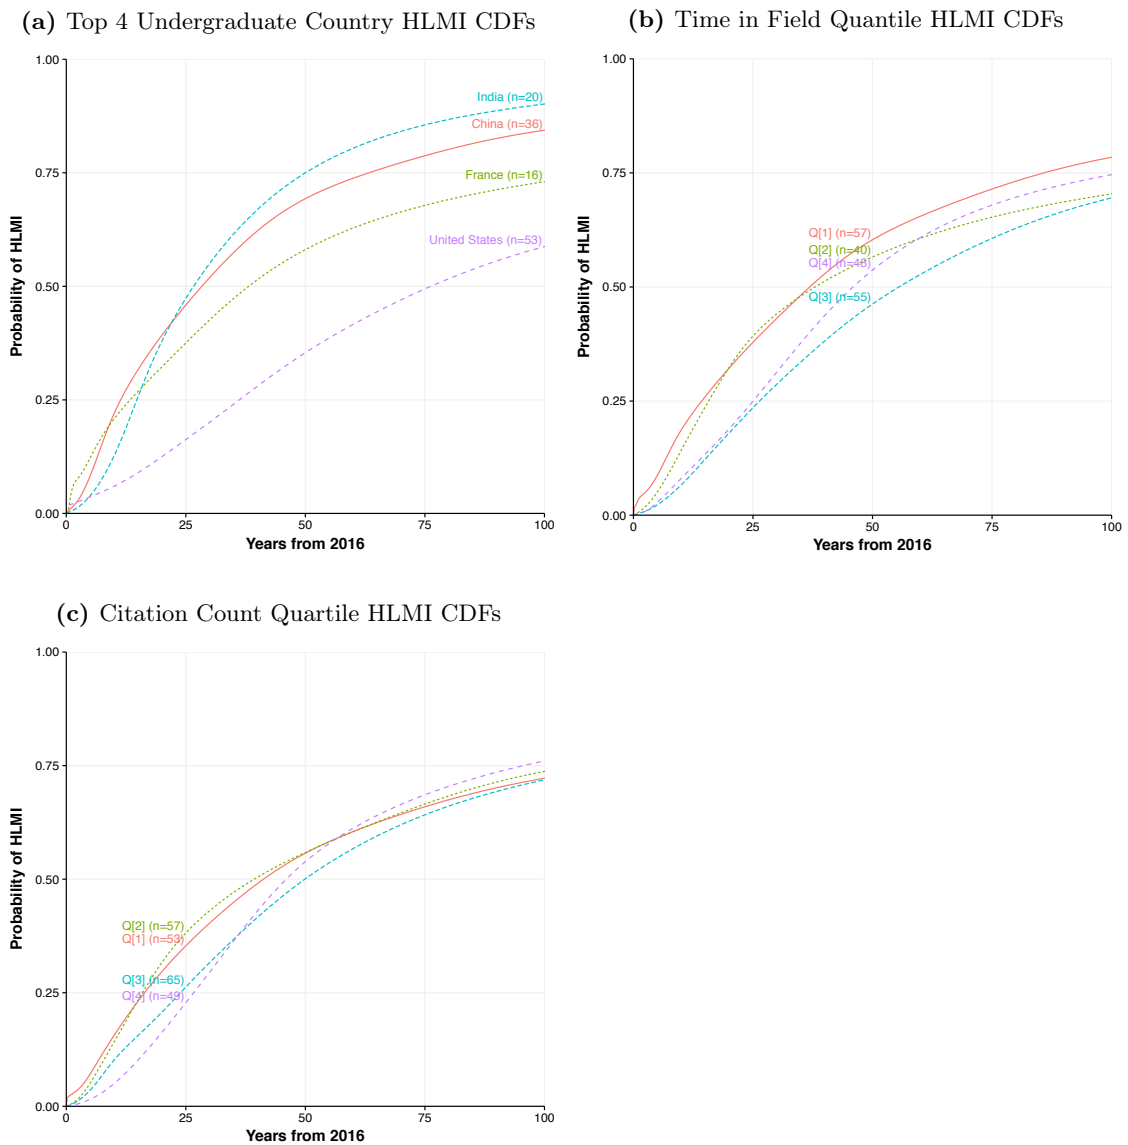 (a) Top 4 Undergraduate Country HLMI CDFs
1.00
0.75
0.50
0.25
0.00
Probability of HLMI
India (n=20)
China (n=36)
France (n=16)
United States (n=53)
0 25 50 75 100
Years from 2016
(b) Time in Field Quantile HLMI CDFs
1.00
0.75
0.50
0.25
0.00
Probability of HLMI
Q[1] (n=57)
Q[2] (n=40)
Q[4] (n=48)
Q[3] (n=55)
0 25 50 75 100
Years from 2016
(c) Citation Count Quartile HLMI CDFs
1.00
0.75
0.50
0.25
0.00
Probability of HLMI
Q[2] (n=57)
Q[1] (n=53)
Q[3] (n=65)
Q[4] (n=49)
0 25 50 75 100
Years from 2016